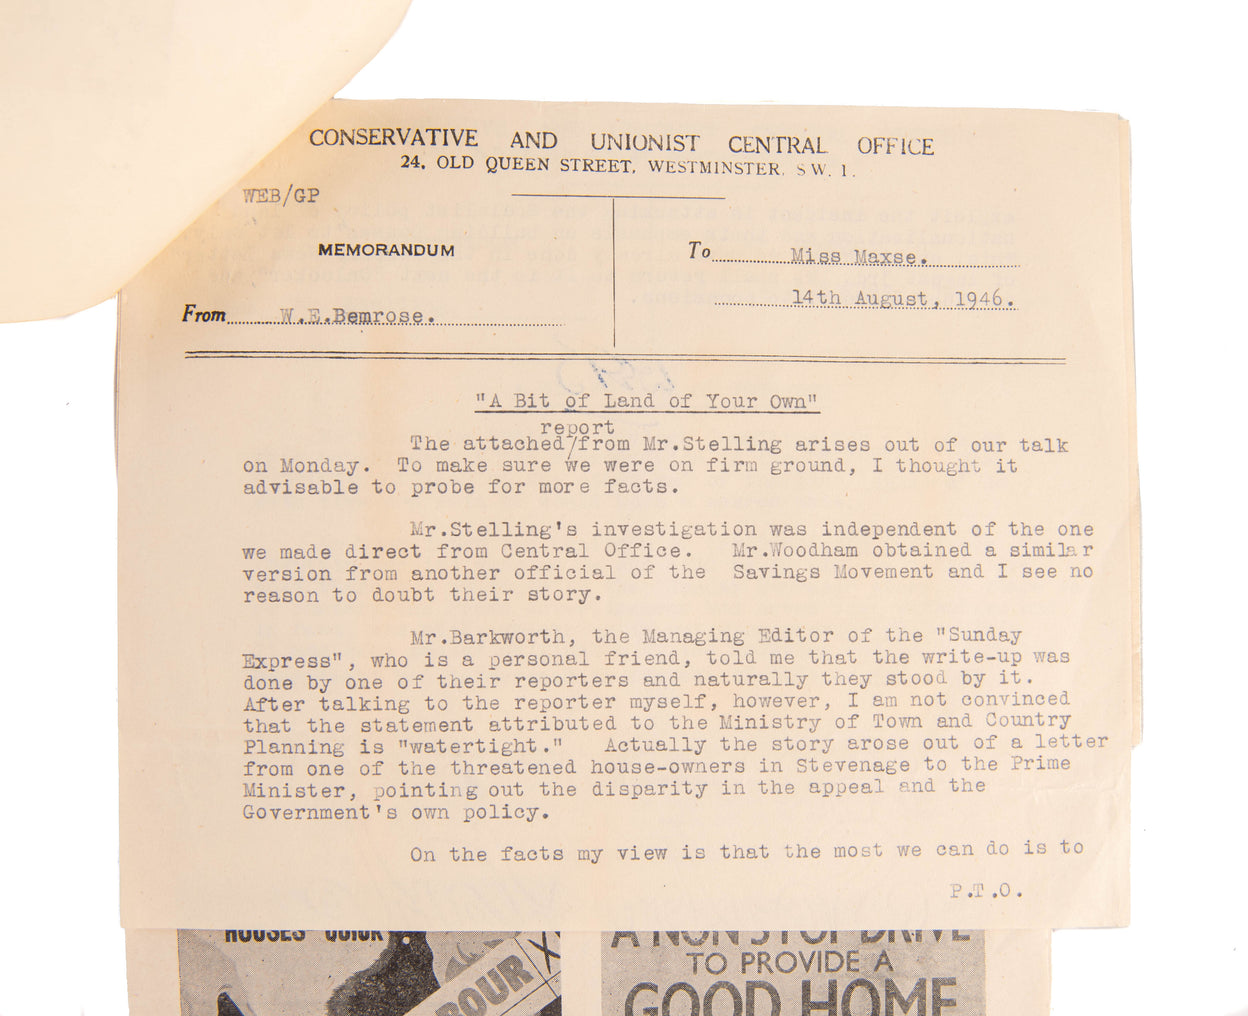 CONSERVATIVE AND UNIONIST CENTRAL OFFICE
24, OLD QUEEN STREET, WESTMINSTER, S.W. 1.
WEB/GP
MEMORANDUM
To Miss Maxse.
14th August, 1946.
From W.E.Bemrose.
"A Bit of Land of Your Own"
report
The attached/from Mr.Stelling arises out of our talk
on Monday. To make sure we were on firm ground, I thought it
advisable to probe for more facts.
Mr.Stelling's investigation was independent of the one
we made direct from Central Office. Mr.Woodham obtained a similar
version from another official of the Savings Movement and I see no
reason to doubt their story.
Mr.Barkworth, the Managing Editor of the "Sunday
Express", who is a personal friend, told me that the write-up was
done by one of their reporters and naturally they stood by it.
After talking to the reporter myself, however, I am not convinced
that the statement attributed to the Ministry of Town and Country
Planning is "watertight." Actually the story arose out of a letter
from one of the threatened house-owners in Stevenage to the Prime
Minister, pointing out the disparity in the appeal and the
Government's own policy.
On the facts my view is that the most we can do is to
P.T.O.
HOUSES QUICK
X
BOUR
A NON STOP DRIVE
TO PROVIDE A
GOOD HOME